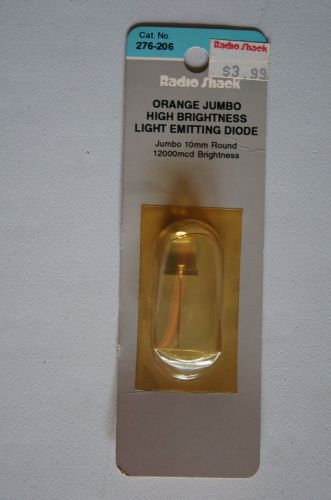 Cat. No.
276-206
Radio Shack
$3.99
Radio Shack
ORANGE JUMBO
HIGH BRIGHTNESS
LIGHT EMITTING DIODE
Jumbo 10mm Round
12000mcd Brightness